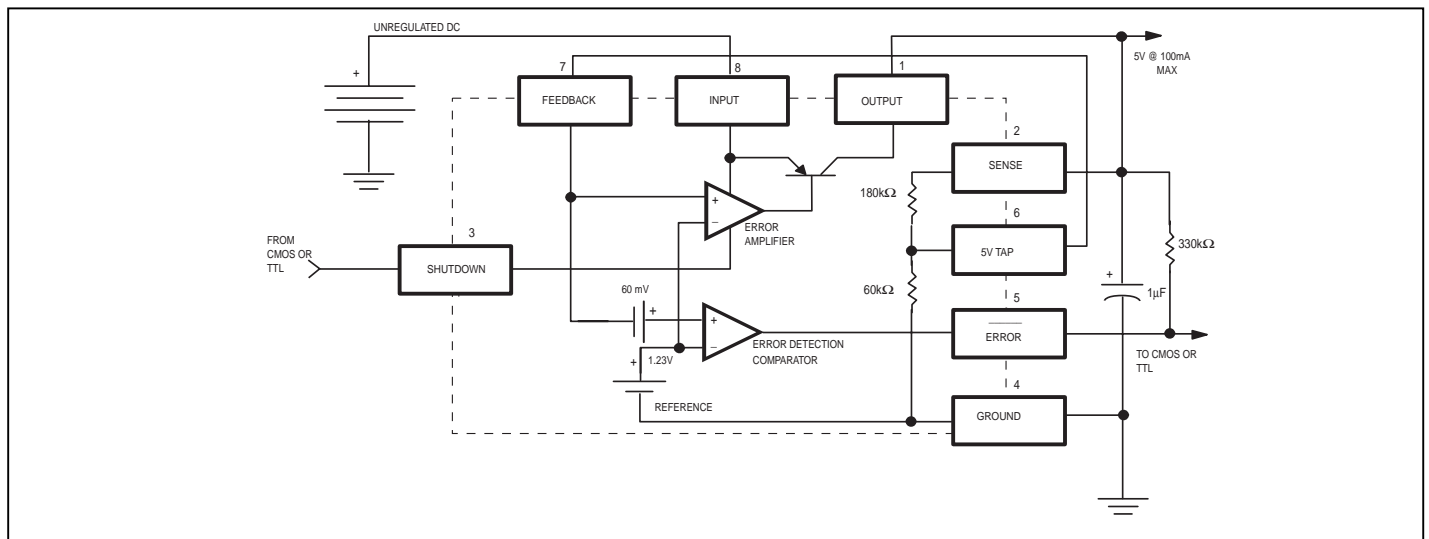 UNREGULATED DC
+
5V @ 100mA
MAX
7
8
1
FEEDBACK
INPUT
OUTPUT
2
SENSE
180kΩ
+
–
ERROR
AMPLIFIER
6
5V TAP
330kΩ
3
FROM
CMOS OR
TTL
SHUTDOWN
60kΩ
+
1µF
60 mV
+
+
–
5
ERROR
ERROR DETECTION
COMPARATOR
TO CMOS OR
TTL
+
1.23V
4
REFERENCE
GROUND